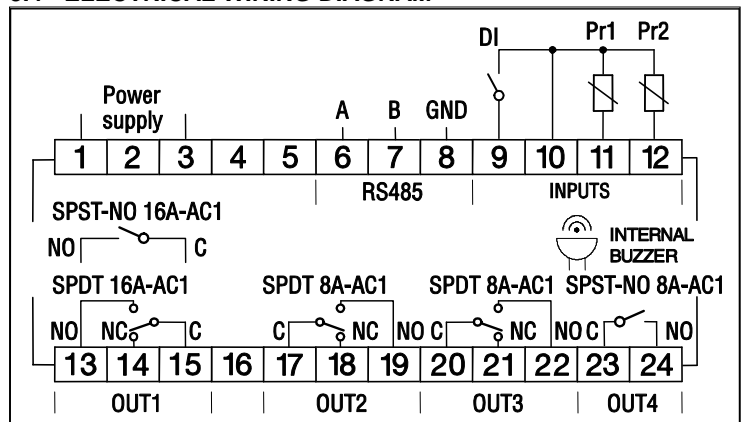 DI Pr1 Pr2
Power supply
A B GND
1 2 3 4 5 6 7 8 9 10 11 12
RS485 INPUTS
SPST-NO 16A-AC1
NO C
INTERNAL
BUZZER
SPDT 16A-AC1 SPDT 8A-AC1 SPDT 8A-AC1 SPST-NO 8A-AC1
NO NC C C NC NO C NC NO C NO
13 14 15 16 17 18 19 20 21 22 23 24
OUT1 OUT2 OUT3 OUT4